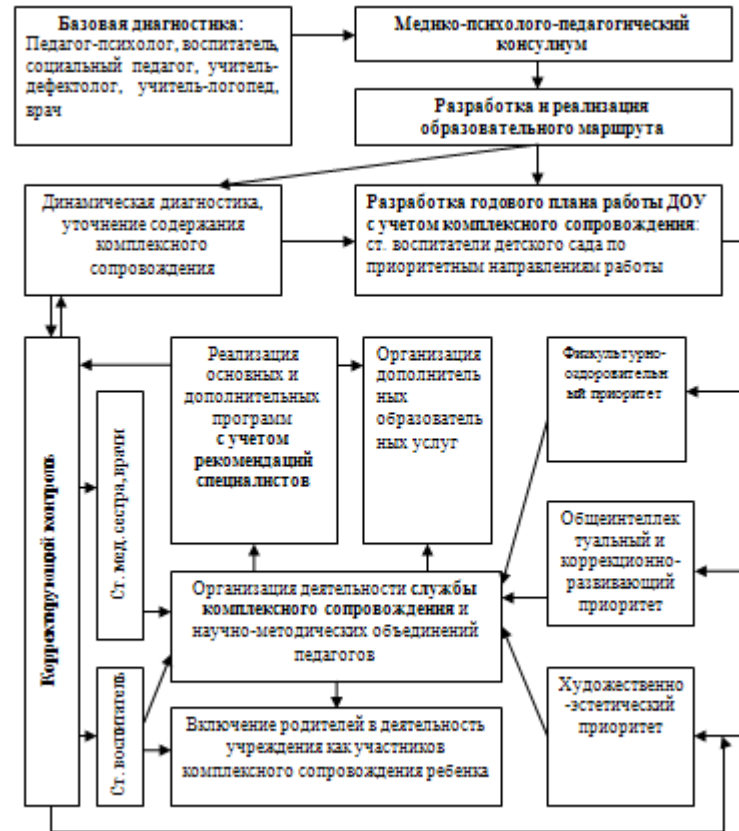 Базовая диагностика:
Педагог-психолог, воспитатель,
социальный педагог, учитель-
дефектолог, учитель-логопед,
врач
Медико-психолого-педагогический
консилиум
Разработка и реализация
образовательного маршрута
Динамическая диагностика,
уточнение содержания
комплексного
сопровождения
Разработка годового плана работы ДОУ
с учетом комплексного сопровождения:
ст. воспитатели детского сада по
приоритетным направлениям работы
Корректирующий контроль
Ст. мед. сестра, врачи
Ст. воспитатель
Реализация
основных и
дополнительных
программ
с учетом
рекомендаций
специалистов
Организация
дополнитель
ных
образователь
ных услуг
Физкультурно-
оздоровительн
ый приоритет
Общеинтеллек
туальный и
коррекционно-
развивающий
приоритет
Организация деятельности службы
комплексного сопровождения и
научно-методических объединений
педагогов
Художественно
-эстетический
приоритет
Включение родителей в деятельность
учреждения как участников
комплексного сопровождения ребенка